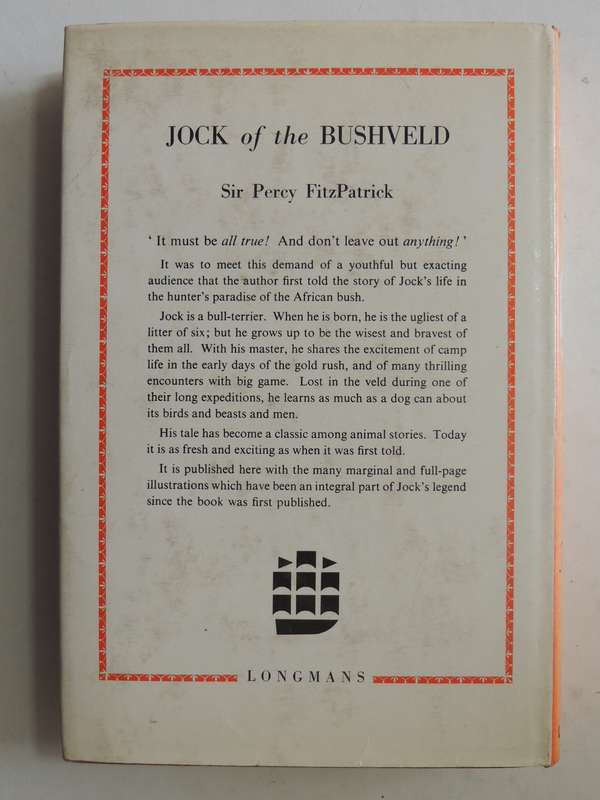 JOCK of the BUSHVELD
Sir Percy FitzPatrick
‘ It must be all true! And don’t leave out anything! ’
It was to meet this demand of a youthful but exacting
audience that the author first told the story of Jock’s life in
the hunter’s paradise of the African bush.
Jock is a bull-terrier. When he is born, he is the ugliest of a
litter of six; but he grows up to be the wisest and bravest of
them all. With his master, he shares the excitement of camp
life in the early days of the gold rush, and of many thrilling
encounters with big game. Lost in the veld during one of
their long expeditions, he learns as much as a dog can about
its birds and beasts and men.
His tale has become a classic among animal stories. Today
it is as fresh and exciting as when it was first told.
It is published here with the many marginal and full-page
illustrations which have been an integral part of Jock’s legend
since the book was first published.
LONGMANS